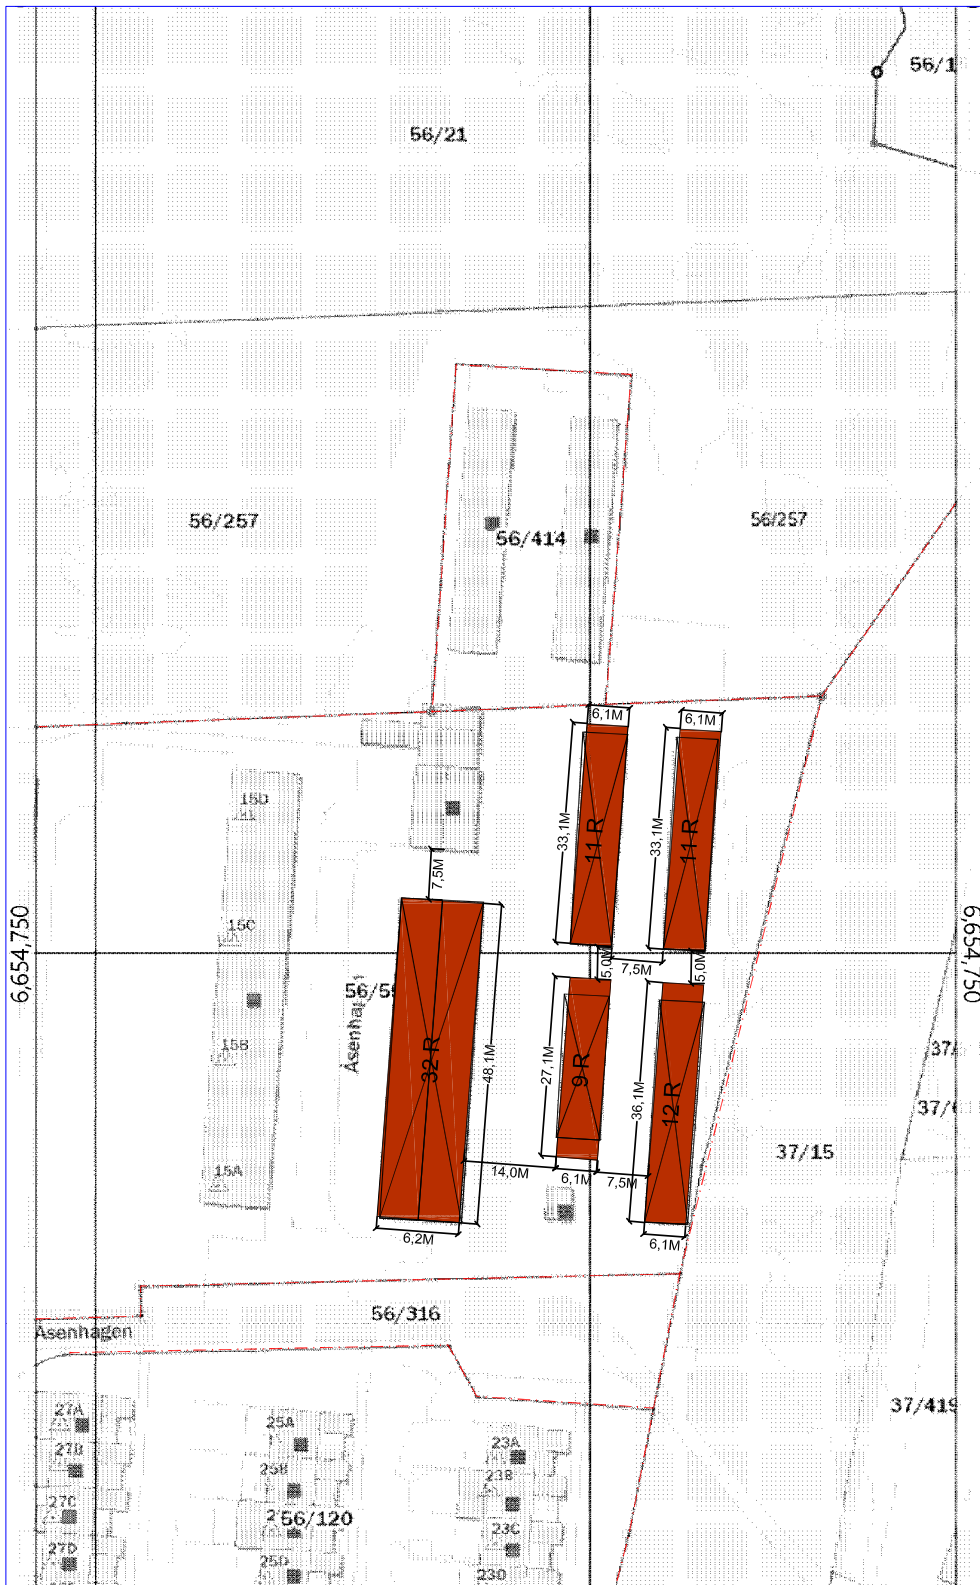 56/1
56/21
56/257
56/414
56/257
6,1M
6,1M
15D
33,1M
11-R
33,1M
11-R
7,5M
6,654,750
6,654,750
15C
5,0M
7,5M
5,0M
Åsenhagen
32-R
48,1M
27,1M
9-R
36,1M
12-R
15B
37/15
15A
14,0M
6,1M
7,5M
6,2M
6,1M
56/316
Åsenhagen
37/419
27A
27B
27C
27D
25A
25B
56/120
25D
23A
23B
23C
23D